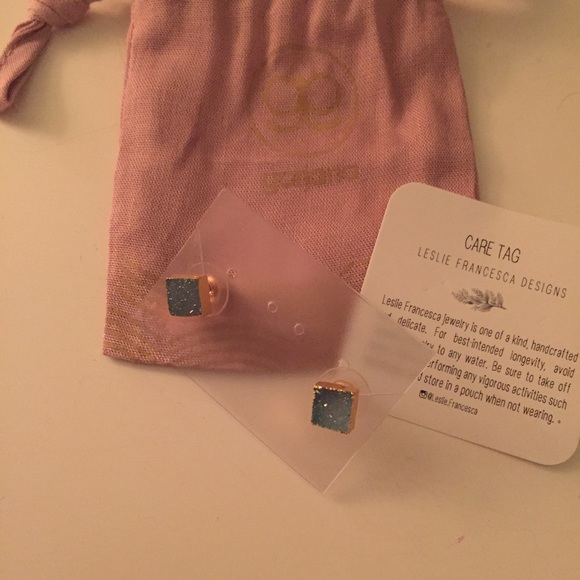 CARE TAG
LESLIE FRANCESCA DESIGNS
Leslie Francesca jewelry is one of a kind, handcrafted
delicate. For best-intended longevity, avoid
to any water. Be sure to take off
performing any vigorous activities such
store in a pouch when not wearing. *
@Leslie.Francesca